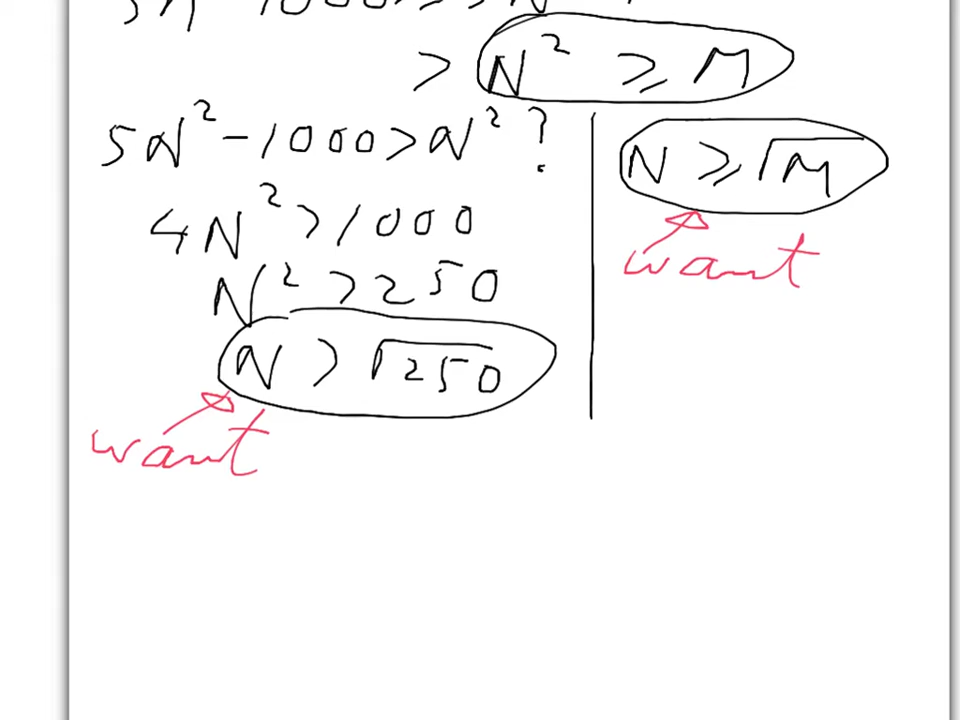 > N² ⩾ M
5N² - 1000 > N² ?
4N² > 1000
N² > 250
N > √250
want
N ⩾ √M
want